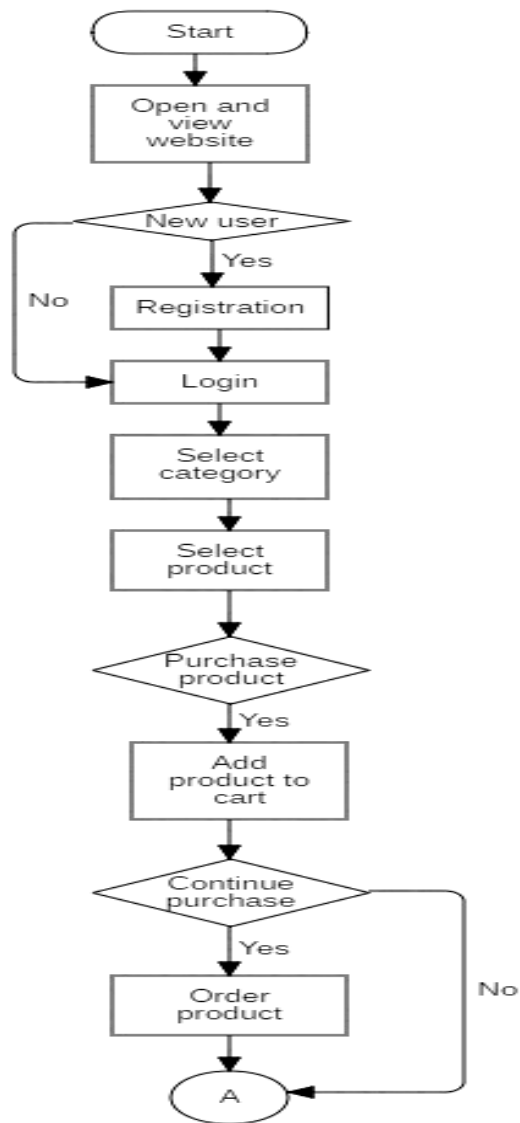 Start
Open and
view
website
New user
Yes
No
Registration
Login
Select
category
Select
product
Purchase
product
Yes
Add
product to
cart
Continue
purchase
Yes
No
Order
product
A